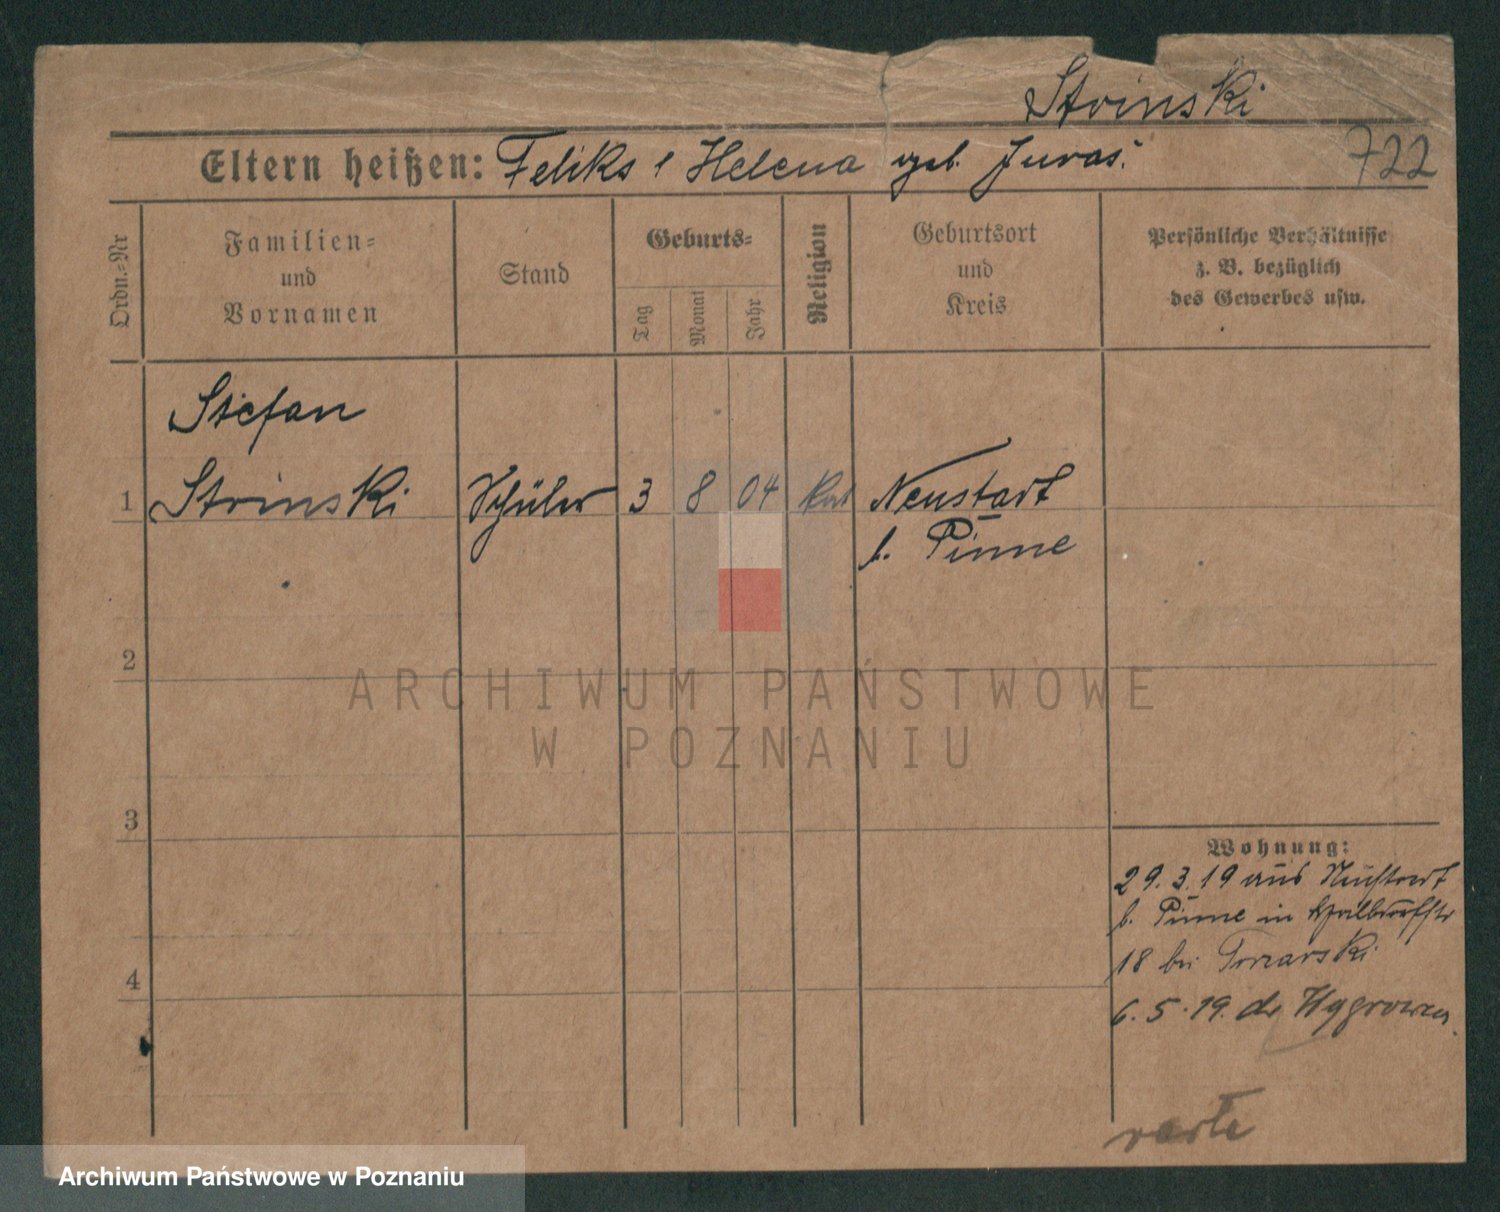 Strinski
Eltern heißen: Feliks & Helena geb. Juras.
722
Ordn.-Nr
Familien-
und
Vornamen
Stand
Geburts-
Tag
Monat
Jahr
Religion
Geburtsort
und
Kreis
Persönliche Verhältnisse
z. B. bezüglich
des Gewerbes usw.
Stefan
1 Strinski Schüler 3 8 04 kat Neustadt
b. Pinne
2
ARCHIWUM PAŃSTWOWE
W POZNANIU
3
Wohnung:
29.3.19 aus Neustadt
b. Pinne in
4
18 bei
6.5.19.
Archiwum Państwowe w Poznaniu